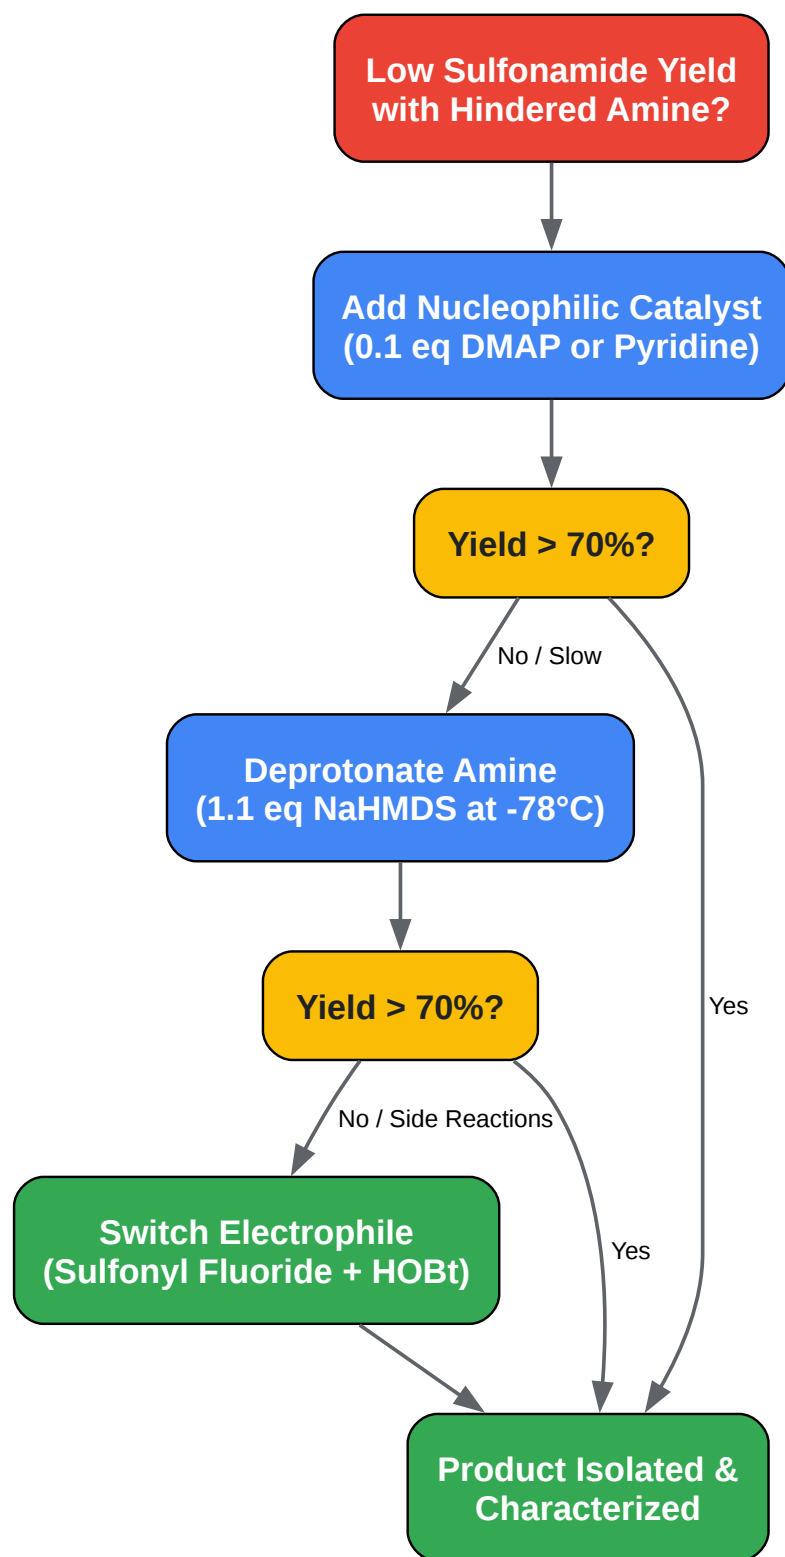 Low Sulfonamide Yield
with Hindered Amine?
Add Nucleophilic Catalyst
(0.1 eq DMAP or Pyridine)
Yield > 70%?
No / Slow
Deprotonate Amine
(1.1 eq NaHMDS at -78°C)
Yield > 70%?
Yes
No / Side Reactions
Switch Electrophile
(Sulfonyl Fluoride + HOBt)
Yes
Product Isolated &
Characterized